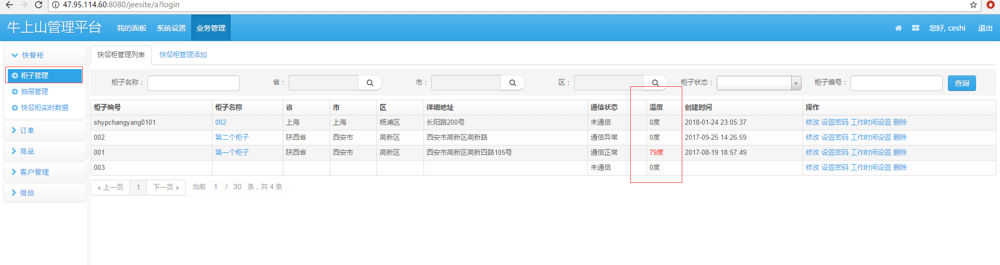 47.95.114.60:8080/jeesite/a?login
牛上山管理平台 我的面板 系统设置 业务管理 您好, ceshi 退出
快餐柜
柜子管理
抽屉管理
快餐柜实时数据
订单
商品
客户管理
微信
快餐柜管理列表 快餐柜管理添加
柜子名称： 省： 市： 区： 柜子状态： 柜子编号： 查询
柜子编号 柜子名称 省 市 区 详细地址 通信状态 温度 创建时间 操作
shypchangyang0101 002 上海 上海 杨浦区 长阳路200号 未通信 0度 2018-01-24 23:05:37 修改 设置密码 工作时间设置 删除
002 第二个柜子 陕西省 西安市 高新区 西安市高新区高新路 通信异常 0度 2017-09-25 14:26:59 修改 设置密码 工作时间设置 删除
001 第一个柜子 陕西省 西安市 高新区 西安市高新区高新四路105号 通信正常 79度 2017-08-19 18:57:49 修改 设置密码 工作时间设置 删除
003 未通信 0度 修改 设置密码 工作时间设置 删除
« 上一页 1 下一页 » 当前 1 / 30 条，共 4 条